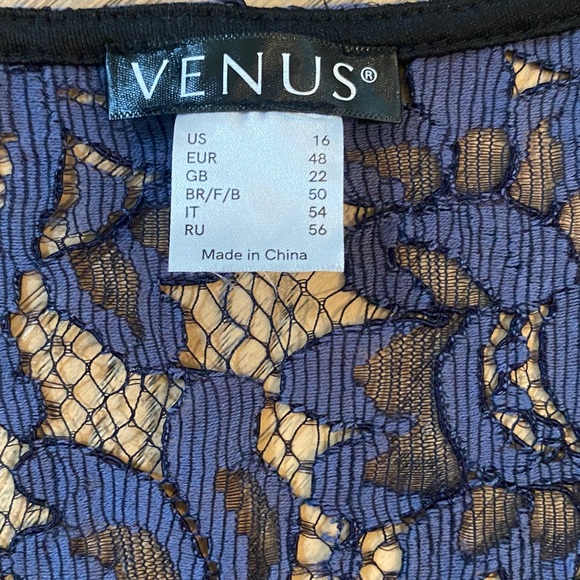 VENUS®
US 16
EUR 48
GB 22
BR/F/B 50
IT 54
RU 56
Made in China